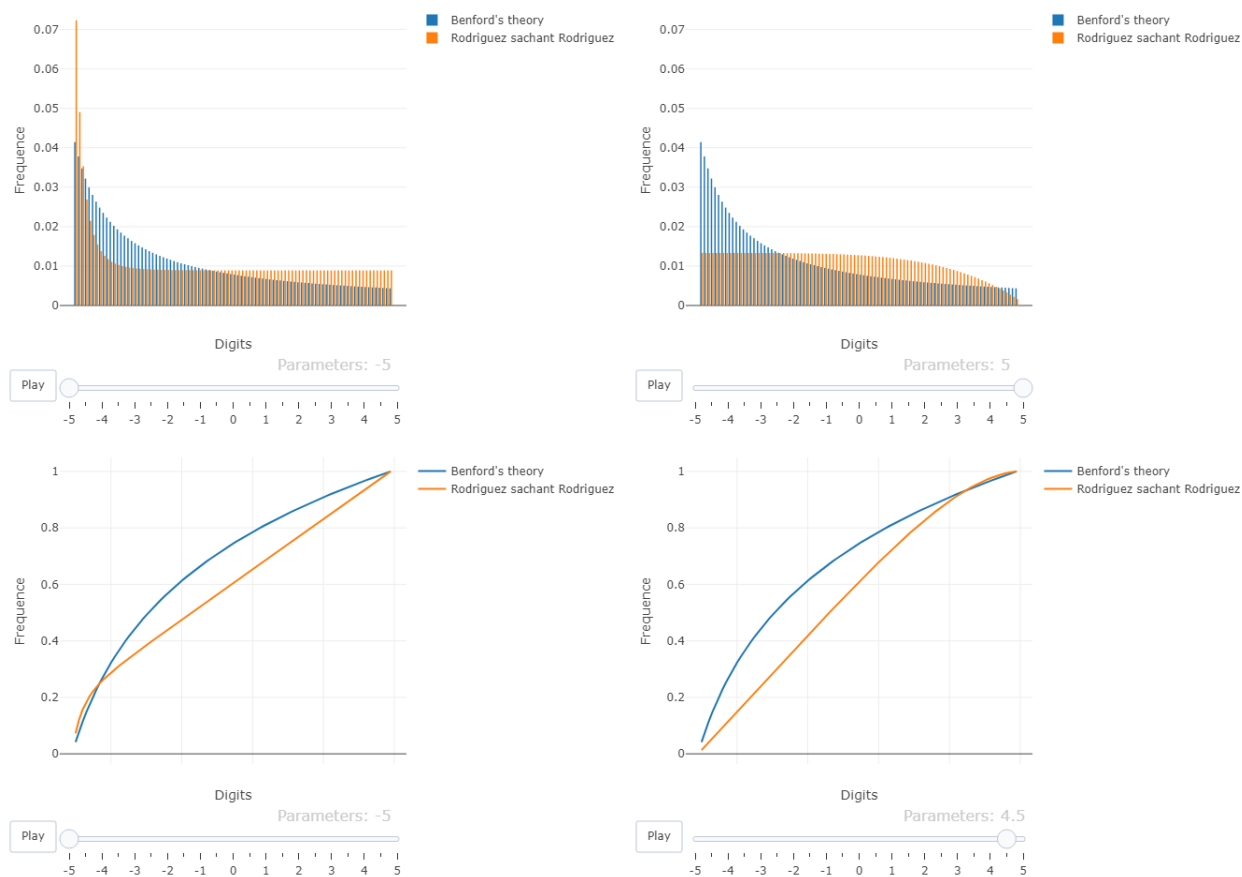 0.07
0.06
0.05
0.04
0.03
0.02
0.01
0
Frequence
Benford's theory
Rodriguez sachant Rodriguez
Digits
Parameters: -5
Play
-5 -4 -3 -2 -1 0 1 2 3 4 5
0.07
0.06
0.05
0.04
0.03
0.02
0.01
0
Frequence
-5 -4 -3 -2 -1 0 1 2 3 4 5
Benford's theory
Rodriguez sachant Rodriguez
Digits
Parameters: 5
Play
1
0.8
0.6
0.4
0.2
0
Frequence
Benford's theory
Rodriguez sachant Rodriguez
Digits
Parameters: -5
Play
-5 -4 -3 -2 -1 0 1 2 3 4 5
1
0.8
0.6
0.4
0.2
0
Frequence
Benford's theory
Rodriguez sachant Rodriguez
Digits
Parameters: 4.5
Play
-5 -4 -3 -2 -1 0 1 2 3 4 5